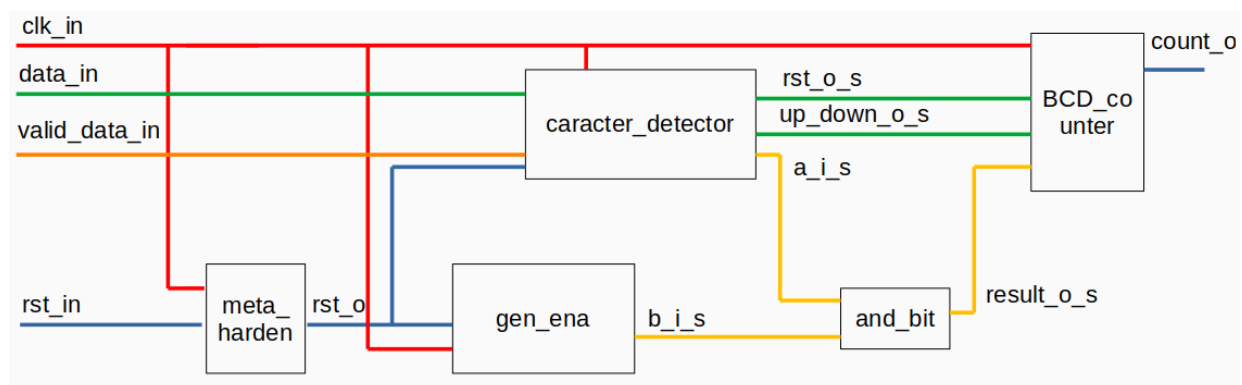 clk_in
count_o
data_in
rst_o_s
BCD_co
unter
up_down_o_s
caracter_detector
valid_data_in
a_i_s
rst_in
meta_
harden
rst_o
gen_ena
b_i_s
and_bit
result_o_s